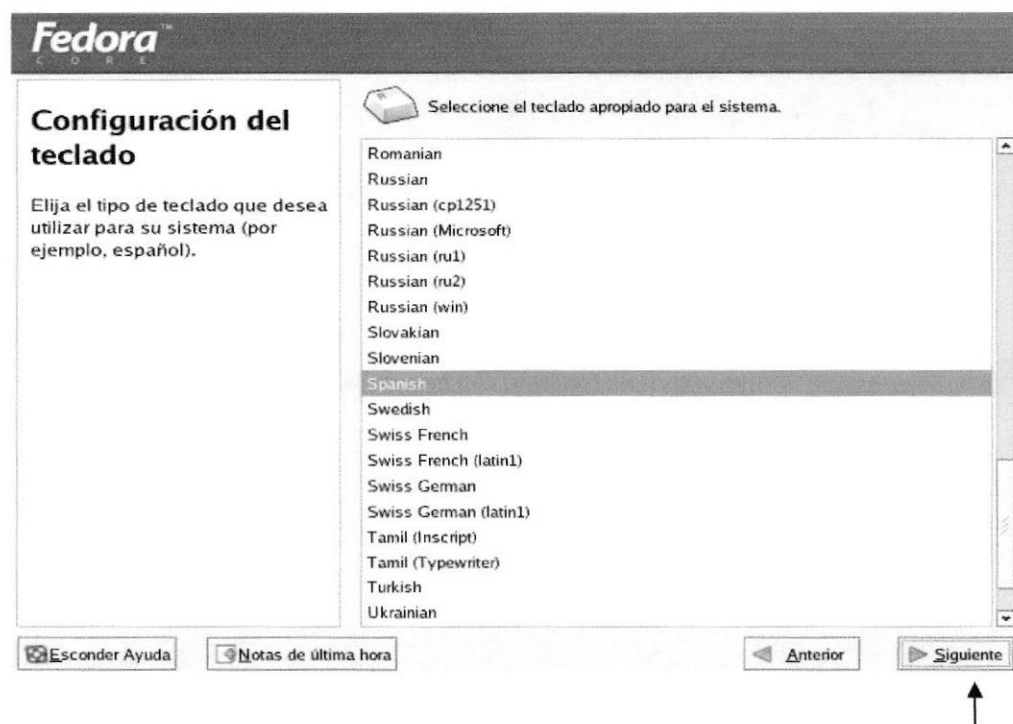 Fedora™
CORE
Configuración del
teclado
Elija el tipo de teclado que desea
utilizar para su sistema (por
ejemplo, español).
Seleccione el teclado apropiado para el sistema.
Romanian
Russian
Russian (cp1251)
Russian (Microsoft)
Russian (ru1)
Russian (ru2)
Russian (win)
Slovakian
Slovenian
Spanish
Swedish
Swiss French
Swiss French (latin1)
Swiss German
Swiss German (latin1)
Tamil (Inscript)
Tamil (Typewriter)
Turkish
Ukrainian
Esconder Ayuda
Notas de última hora
Anterior
Siguiente